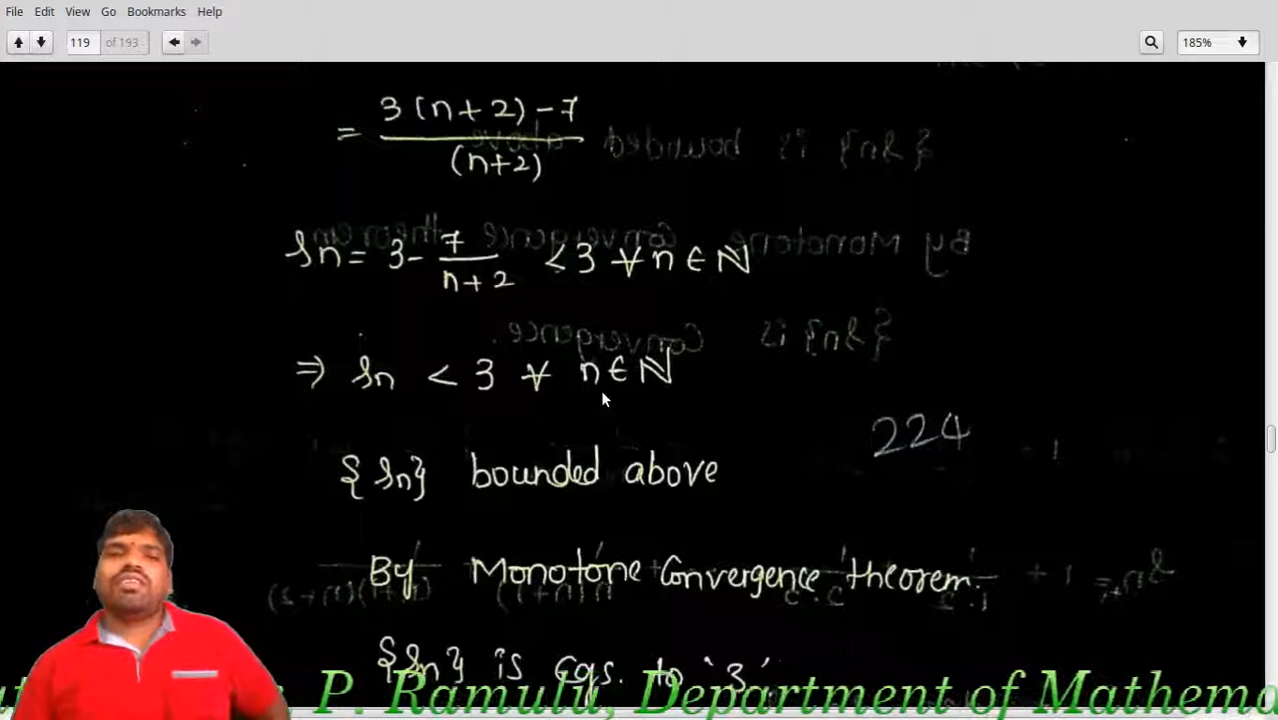 File Edit View Go Bookmarks Help
119 of 193 185%
= 3(n+2)-7
(n+2)
Sn = 3- 7 < 3 ∀ n ∈ ℕ
n+2
⇒ Sn < 3 ∀ n ∈ ℕ
224
{Sn} bounded above
By Monotone Convergence theorem.
{Sn} is Cgs. to '3'
P. Ramulu, Department of Mathema